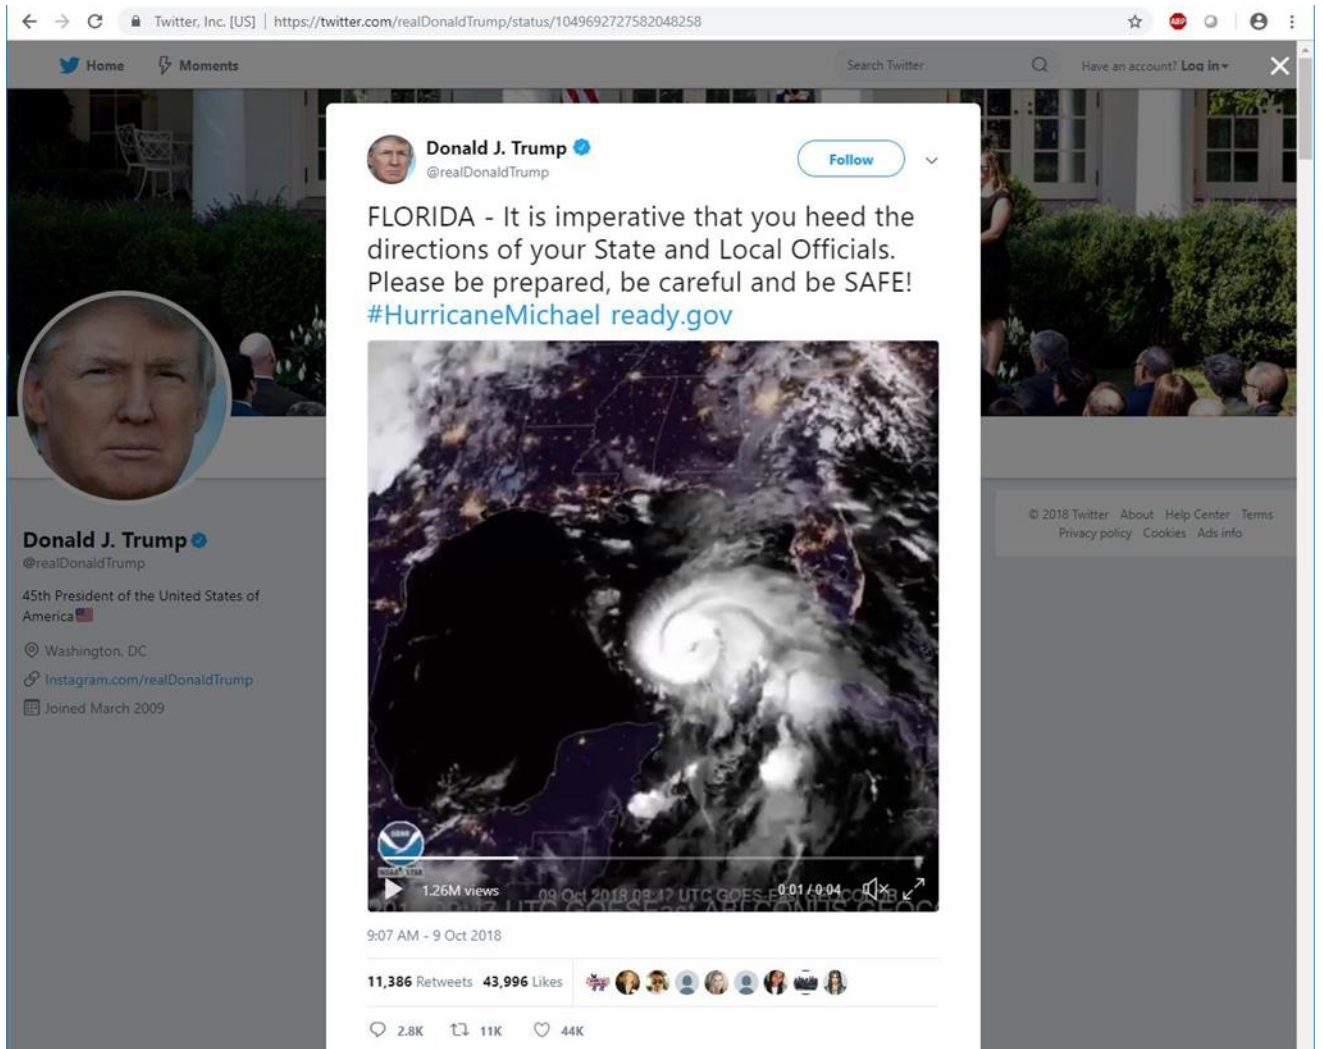 Twitter, Inc. [US] | https://twitter.com/realDonaldTrump/status/1049692727582048258
Home Moments Search Twitter Have an account? Log in
Donald J. Trump
@realDonaldTrump
Follow
FLORIDA - It is imperative that you heed the
directions of your State and Local Officials.
Please be prepared, be careful and be SAFE!
#HurricaneMichael ready.gov
1.26M views
0:01 / 0:04
9:07 AM - 9 Oct 2018
11,386 Retweets 43,996 Likes
2.8K 11K 44K
Donald J. Trump
@realDonaldTrump
45th President of the United States of
America
Washington, DC
Instagram.com/realDonaldTrump
Joined March 2009
© 2018 Twitter About Help Center Terms
Privacy policy Cookies Ads info
ABP